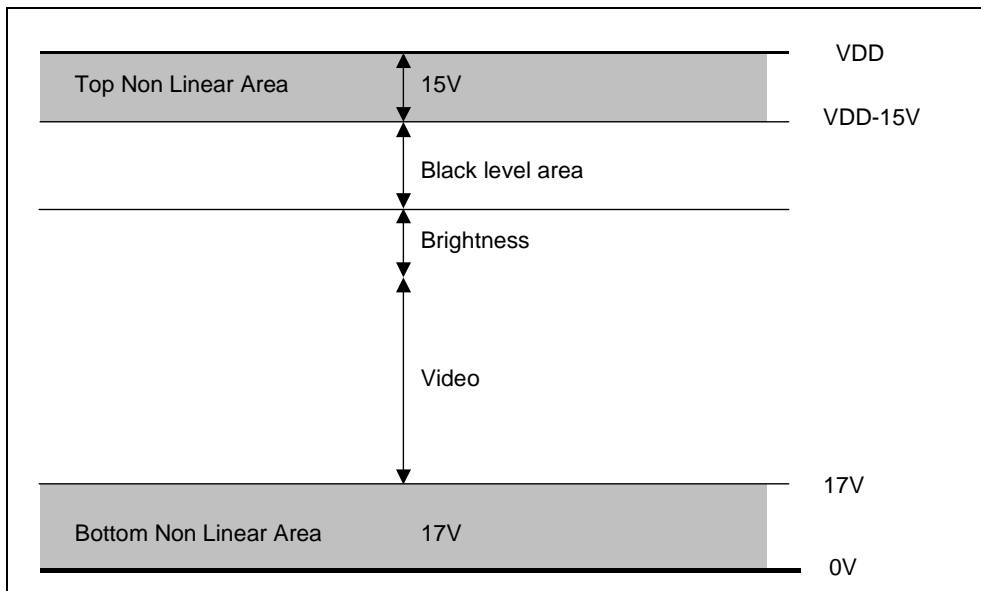 VDD
Top Non Linear Area 15V
VDD-15V
Black level area
Brightness
Video
17V
Bottom Non Linear Area 17V
0V